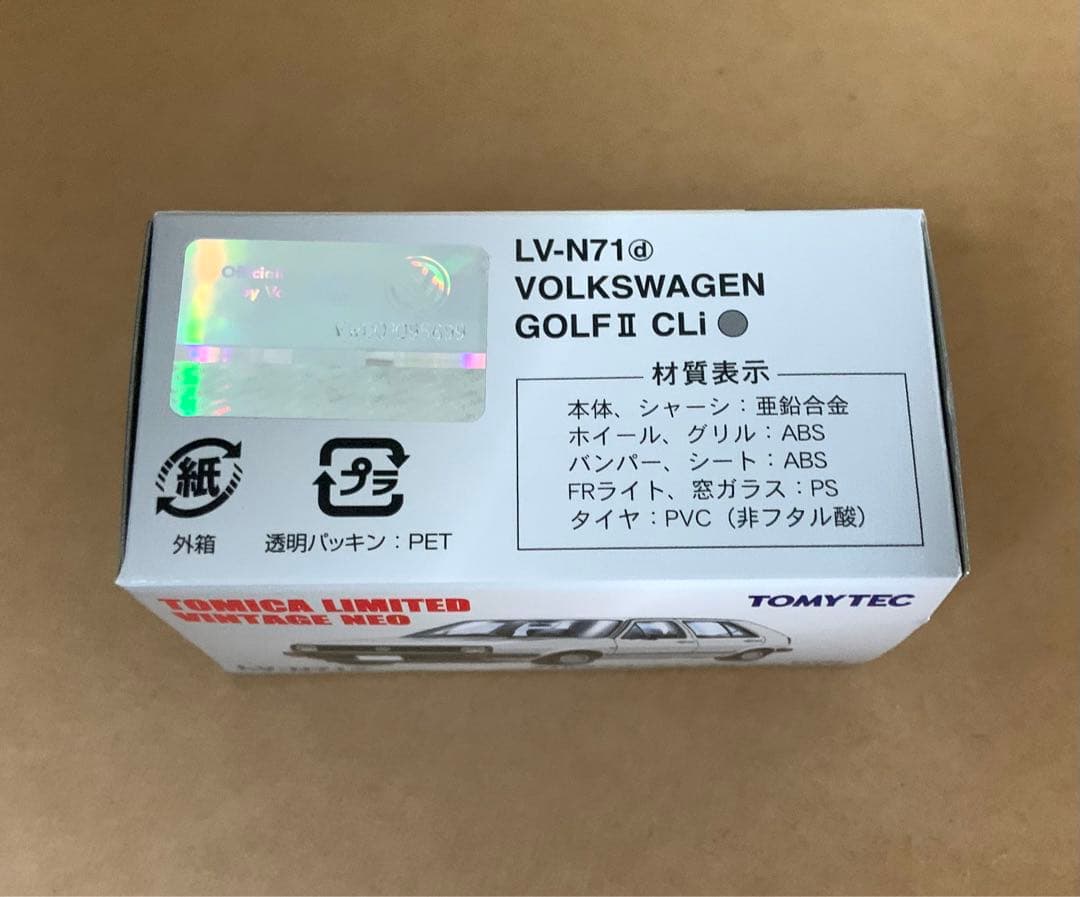 LV-N71ⓓ
VOLKSWAGEN
GOLFⅡ CLi
材質表示
本体、シャーシ：亜鉛合金
ホイール、グリル：ABS
バンパー、シート：ABS
FRライト、窓ガラス：PS
タイヤ：PVC（非フタル酸）
紙
外箱
プラ
透明パッキン：PET
TOMICA LIMITED
VINTAGE NEO
TOMYTEC